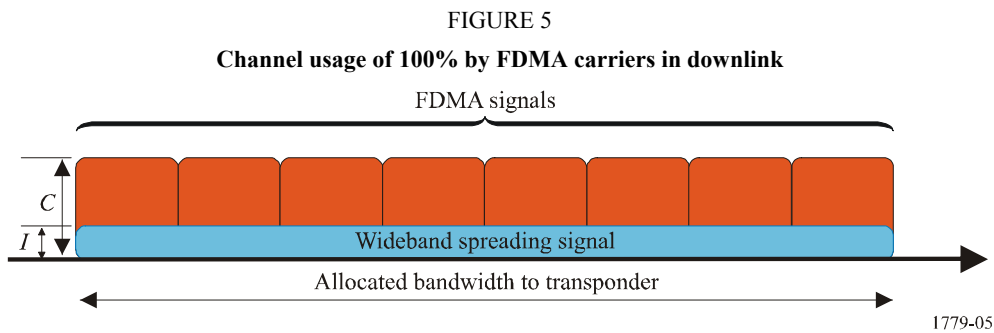 FIGURE 5
Channel usage of 100% by FDMA carriers in downlink
FDMA signals
C
I
Wideband spreading signal
Allocated bandwidth to transponder
1779-05